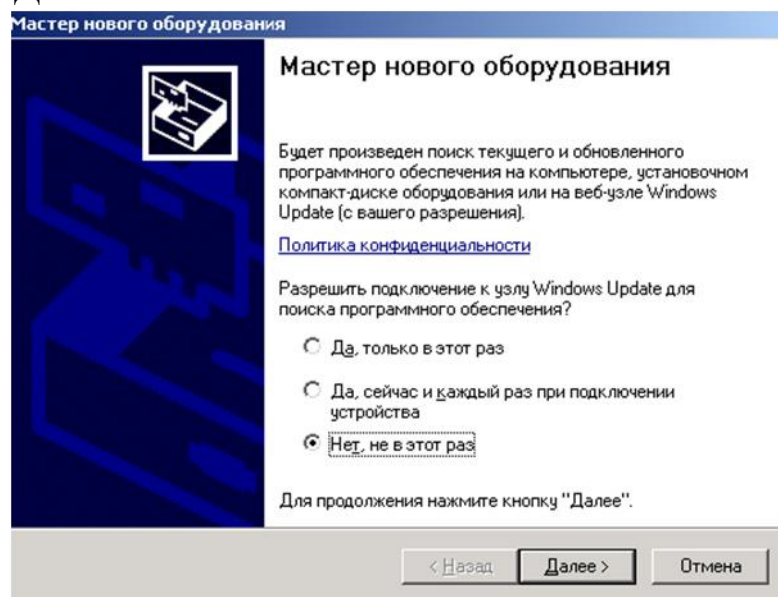 Мастер нового оборудования
Мастер нового оборудования
Будет произведен поиск текущего и обновленного
программного обеспечения на компьютере, установочном
компакт-диске оборудования или на веб-узле Windows
Update (с вашего разрешения).
Политика конфиденциальности
Разрешить подключение к узлу Windows Update для
поиска программного обеспечения?
Да, только в этот раз
Да, сейчас и каждый раз при подключении
устройства
Нет, не в этот раз
Для продолжения нажмите кнопку "Далее".
< Назад Далее > Отмена